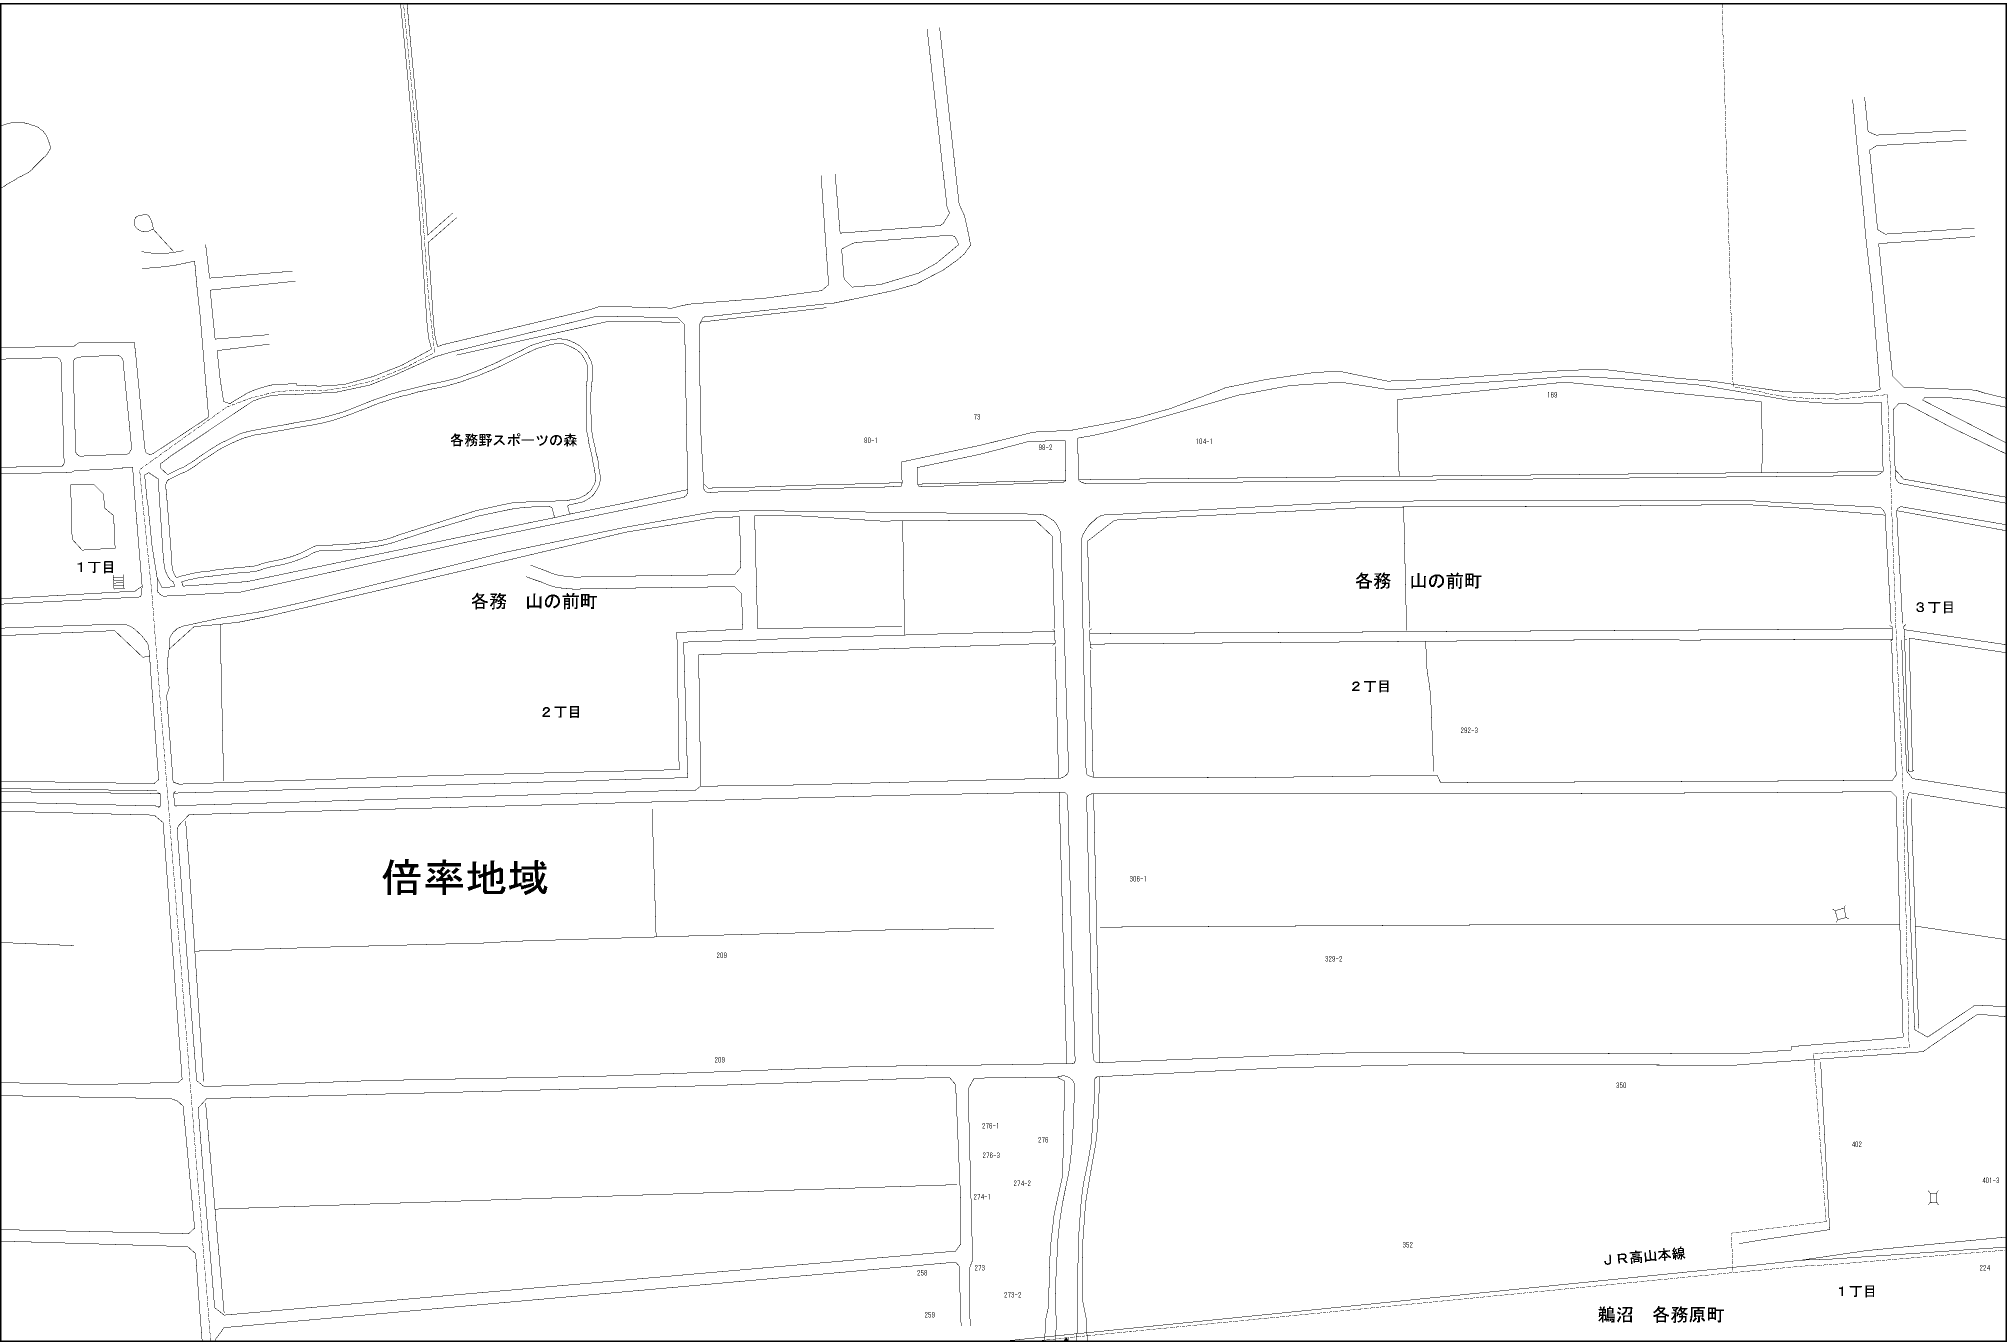 169
73
各務野スポーツの森
80-1
98-2
104-1
1丁目
各務　山の前町
各務　山の前町
3丁目
2丁目
2丁目
292-3
倍率地域
306-1
209
329-2
209
350
276-1
276
402
276-3
274-2
401-3
274-1
352
JR高山本線
258
273
224
273-2
1丁目
259
鵜沼　各務原町